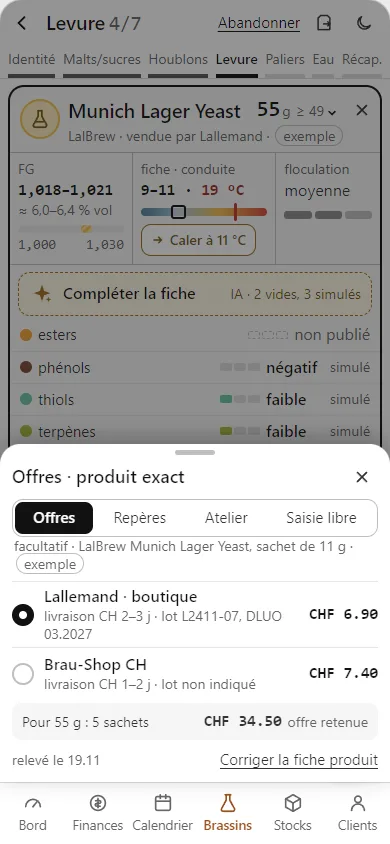 Levure 4/7 Abandonner
Identité Malts/sucres Houblons Levure Paliers Eau Récap.
Munich Lager Yeast 55 g ≥ 49
LalBrew · vendue par Lallemand · exemple
FG fiche · conduite floculation
1,018–1,021 9–11 · 19 °C moyenne
≈ 6,0–6,4 % vol
→ Caler à 11 °C
1,000 1,030
Compléter la fiche IA · 2 vides, 3 simulés
esters non publié
phénols négatif simulé
thiols faible simulé
terpènes faible simulé
Offres · produit exact
Offres Repères Atelier Saisie libre
facultatif · LalBrew Munich Lager Yeast, sachet de 11 g ·
exemple
Lallemand · boutique
livraison CH 2–3 j · lot L2411-07, DLUO CHF 6.90
03.2027
Brau-Shop CH
livraison CH 1–2 j · lot non indiqué CHF 7.40
Pour 55 g : 5 sachets CHF 34.50 offre retenue
relevé le 19.11 Corriger la fiche produit
Bord Finances Calendrier Brassins Stocks Clients